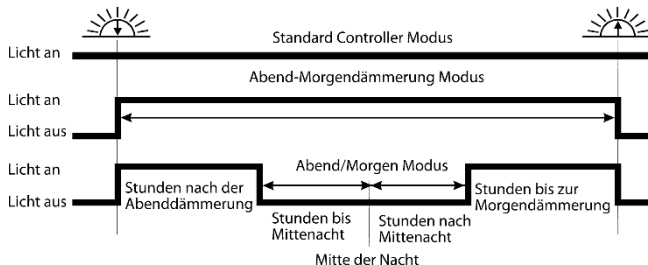 Standard Controller Modus
Licht an
Abend-Morgendämmerung Modus
Licht an
Licht aus
Licht an
Abend/Morgen Modus
Stunden nach der
Abenddämmerung
Stunden bis zur
Morgendämmerung
Licht aus
Stunden bis
Mittenacht
Stunden nach
Mittenacht
Mitte der Nacht